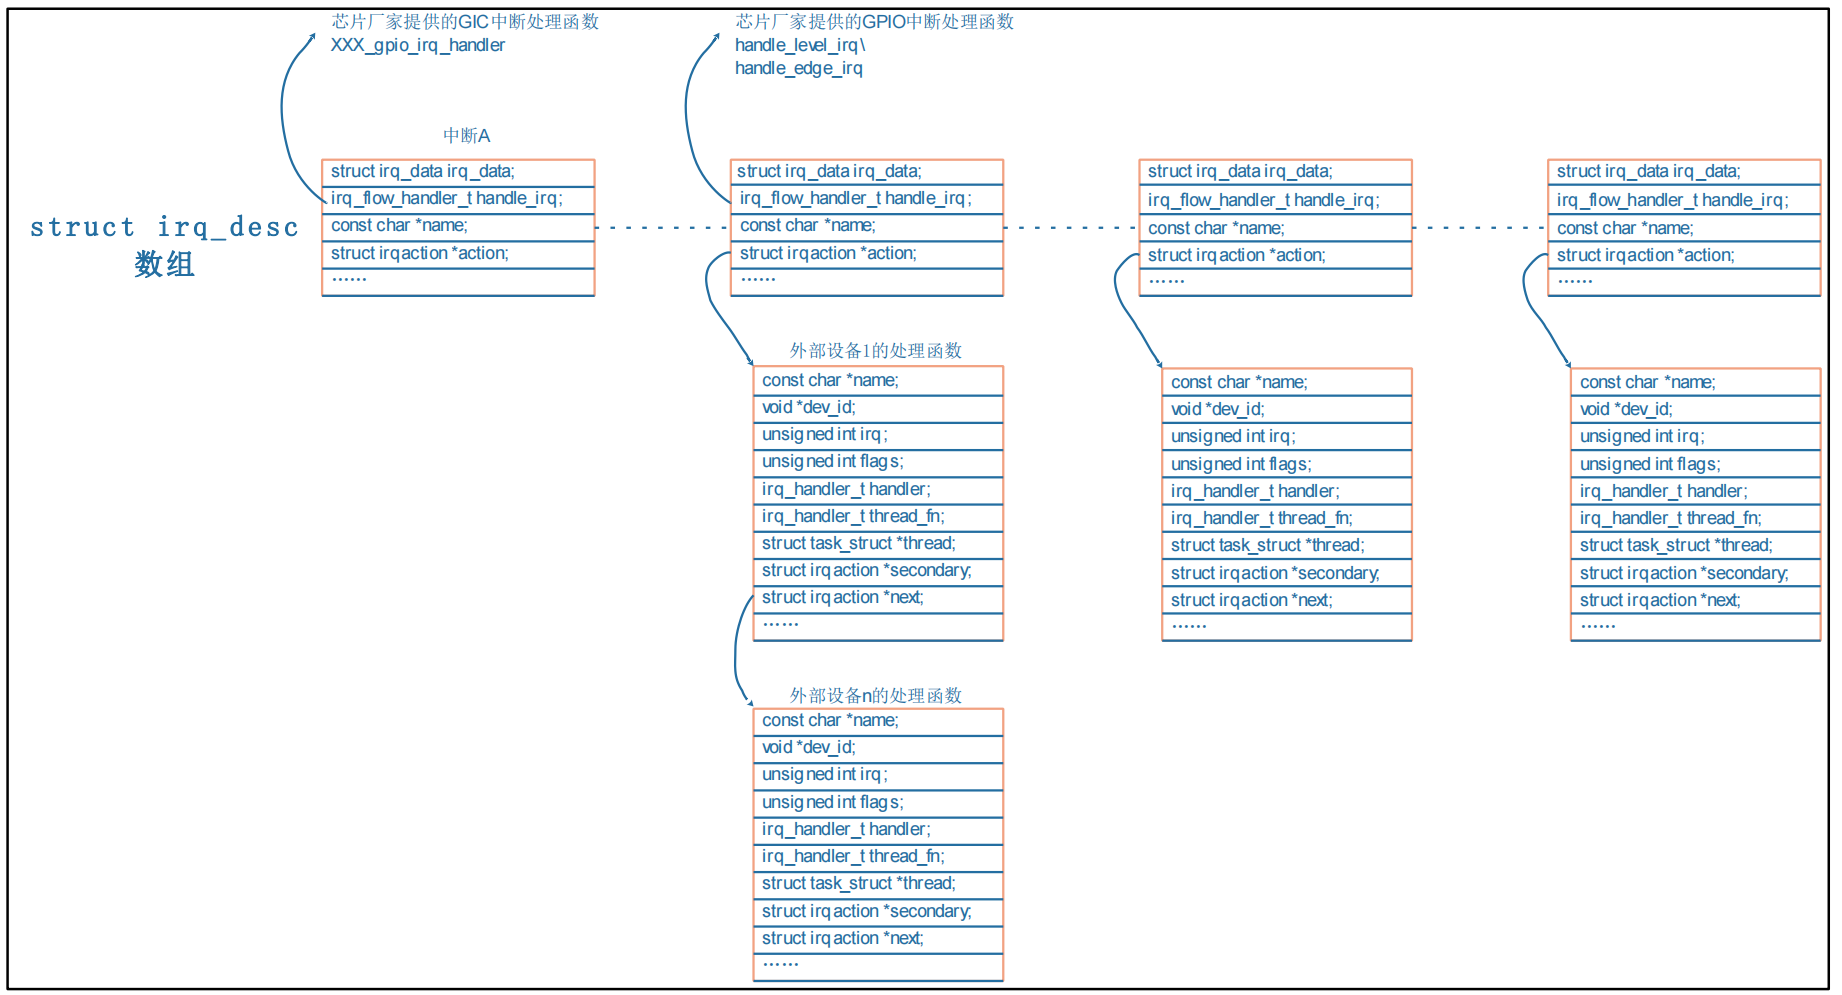 芯片厂家提供的GIC中断处理函数
XXX_gpio_irq_handler
芯片厂家提供的GPIO中断处理函数
handle_level_irq\
handle_edge_irq
struct irq_desc
数组
中断A
struct irq_data irq_data;
irq_flow_handler_t handle_irq;
const char *name;
struct irqaction *action;
……
struct irq_data irq_data;
irq_flow_handler_t handle_irq;
const char *name;
struct irqaction *action;
……
struct irq_data irq_data;
irq_flow_handler_t handle_irq;
const char *name;
struct irqaction *action;
……
struct irq_data irq_data;
irq_flow_handler_t handle_irq;
const char *name;
struct irqaction *action;
……
外部设备1的处理函数
const char *name;
void *dev_id;
unsigned int irq;
unsigned int flags;
irq_handler_t handler;
irq_handler_t thread_fn;
struct task_struct *thread;
struct irqaction *secondary;
struct irqaction *next;
……
const char *name;
void *dev_id;
unsigned int irq;
unsigned int flags;
irq_handler_t handler;
irq_handler_t thread_fn;
struct task_struct *thread;
struct irqaction *secondary;
struct irqaction *next;
……
const char *name;
void *dev_id;
unsigned int irq;
unsigned int flags;
irq_handler_t handler;
irq_handler_t thread_fn;
struct task_struct *thread;
struct irqaction *secondary;
struct irqaction *next;
……
外部设备n的处理函数
const char *name;
void *dev_id;
unsigned int irq;
unsigned int flags;
irq_handler_t handler;
irq_handler_t thread_fn;
struct task_struct *thread;
struct irqaction *secondary;
struct irqaction *next;
……